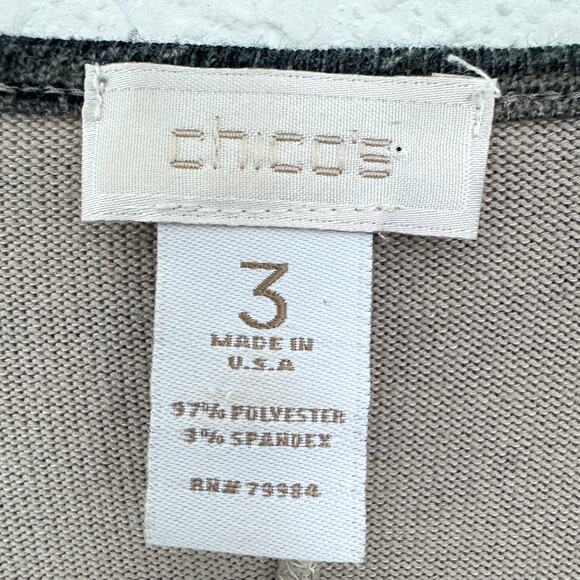 chico's
3
MADE IN
U.S.A
97% POLYESTER
3% SPANDEX
RN# 79984